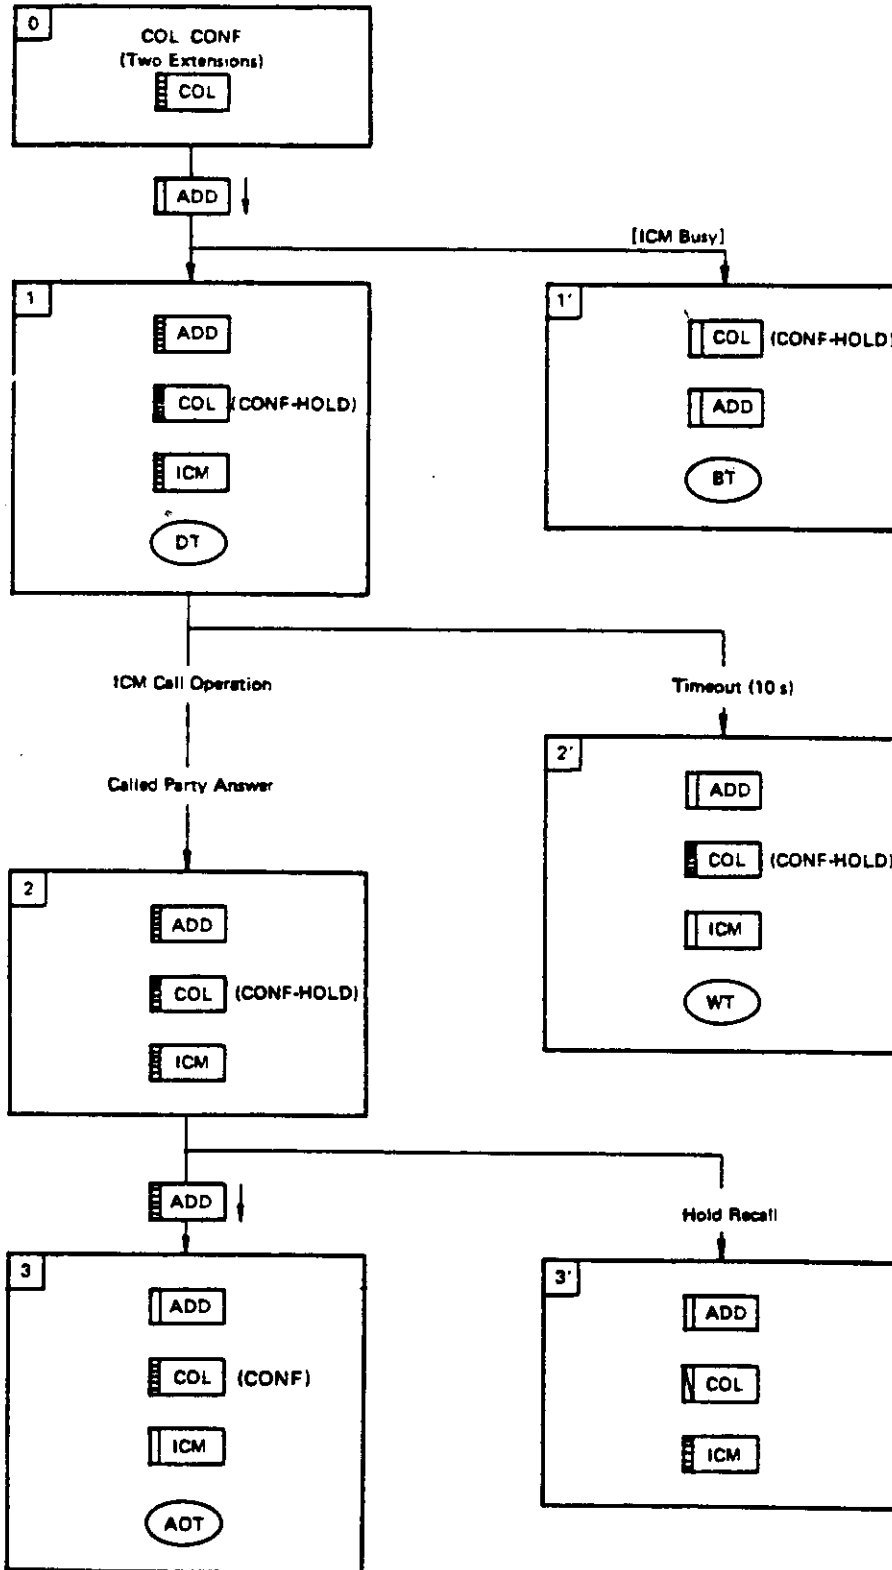 0
COL CONF
(Two Extensions)
COL
ADD
[ICM Busy]
1
ADD
COL (CONF-HOLD)
ICM
DT
1'
COL (CONF-HOLD)
ADD
BT
ICM Call Operation
Called Party Answer
Timeout (10 s)
2
ADD
COL (CONF-HOLD)
ICM
2'
ADD
COL (CONF-HOLD)
ICM
WT
ADD
Hold Recall
3
ADD
COL (CONF)
ICM
AOT
3'
ADD
COL
ICM